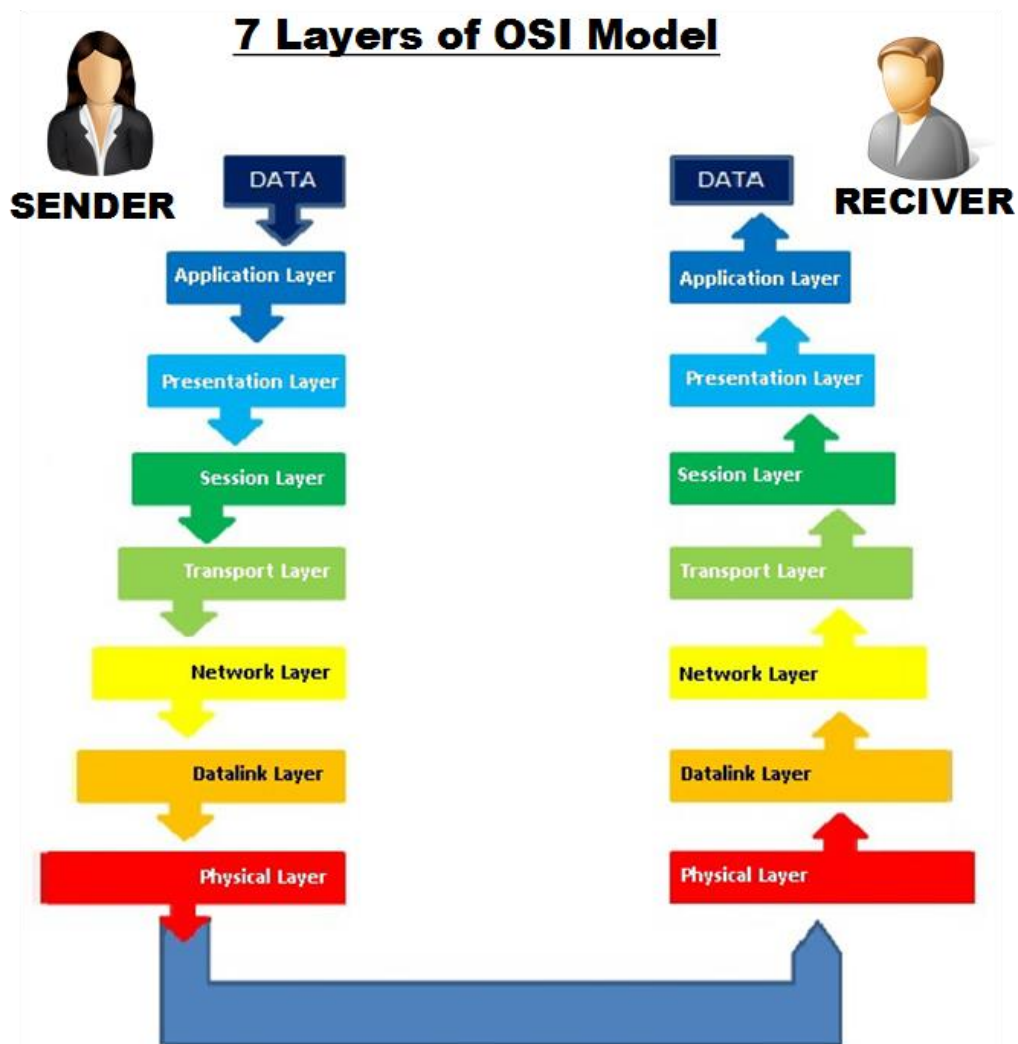 7 Layers of OSI Model
SENDER
DATA
Application Layer
Presentation Layer
Session Layer
Transport Layer
Network Layer
Datalink Layer
Physical Layer
RECIVER
DATA
Application Layer
Presentation Layer
Session Layer
Transport Layer
Network Layer
Datalink Layer
Physical Layer